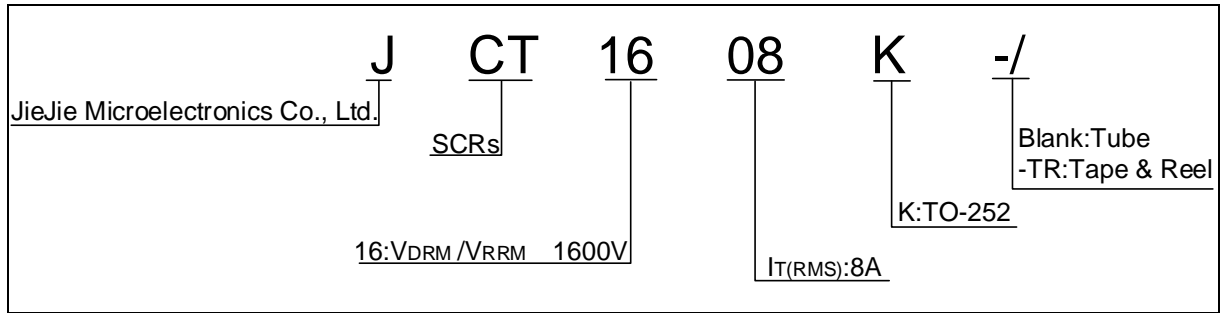 J CT 16 08 K -/
JieJie Microelectronics Co., Ltd.
SCRs
Blank:Tube
-TR:Tape & Reel
K:TO-252
16:VDRM /VRRM 1600V
IT(RMS):8A